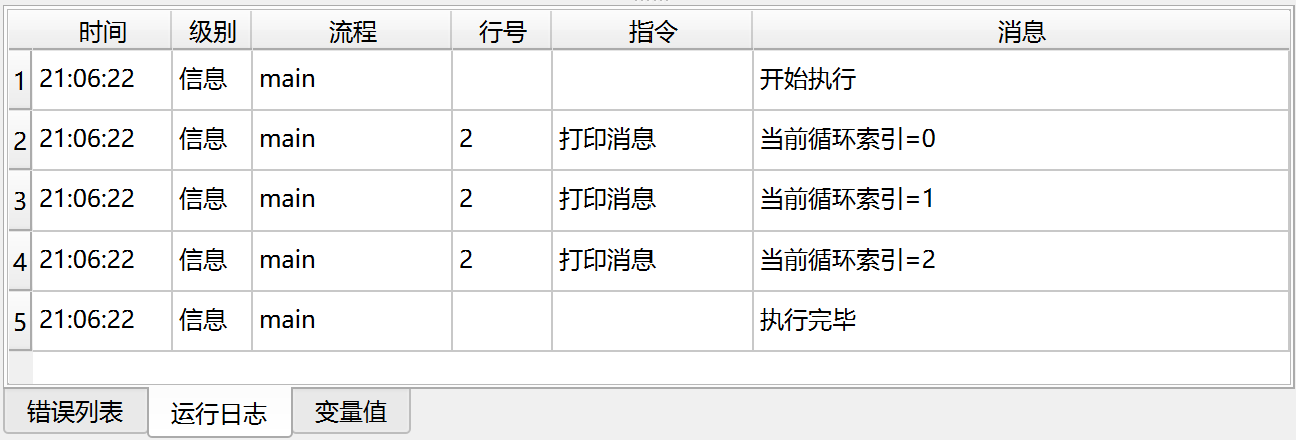 时间 级别 流程 行号 指令 消息
1 21:06:22 信息 main 开始执行
2 21:06:22 信息 main 2 打印消息 当前循环索引=0
3 21:06:22 信息 main 2 打印消息 当前循环索引=1
4 21:06:22 信息 main 2 打印消息 当前循环索引=2
5 21:06:22 信息 main 执行完毕
错误列表 运行日志 变量值